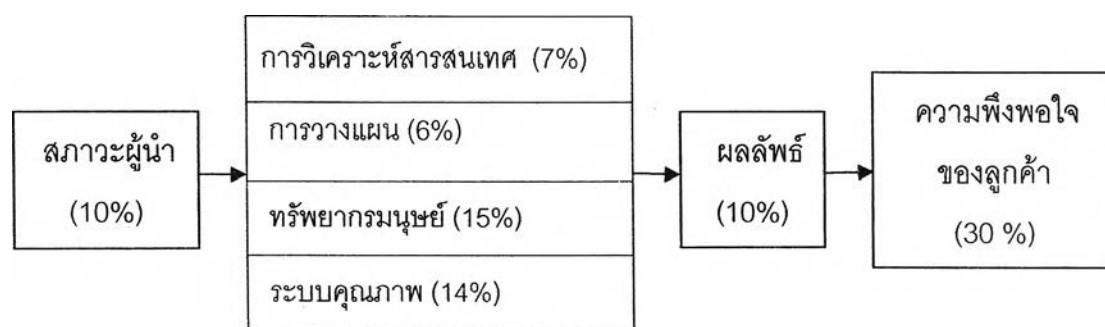 สภาวะผู้นำ
(10%)
การวิเคราะห์สารสนเทศ (7%)
การวางแผน (6%)
ทรัพยากรมนุษย์ (15%)
ระบบคุณภาพ (14%)
ผลลัพธ์
(10%)
ความพึงพอใจ
ของลูกค้า
(30 %)